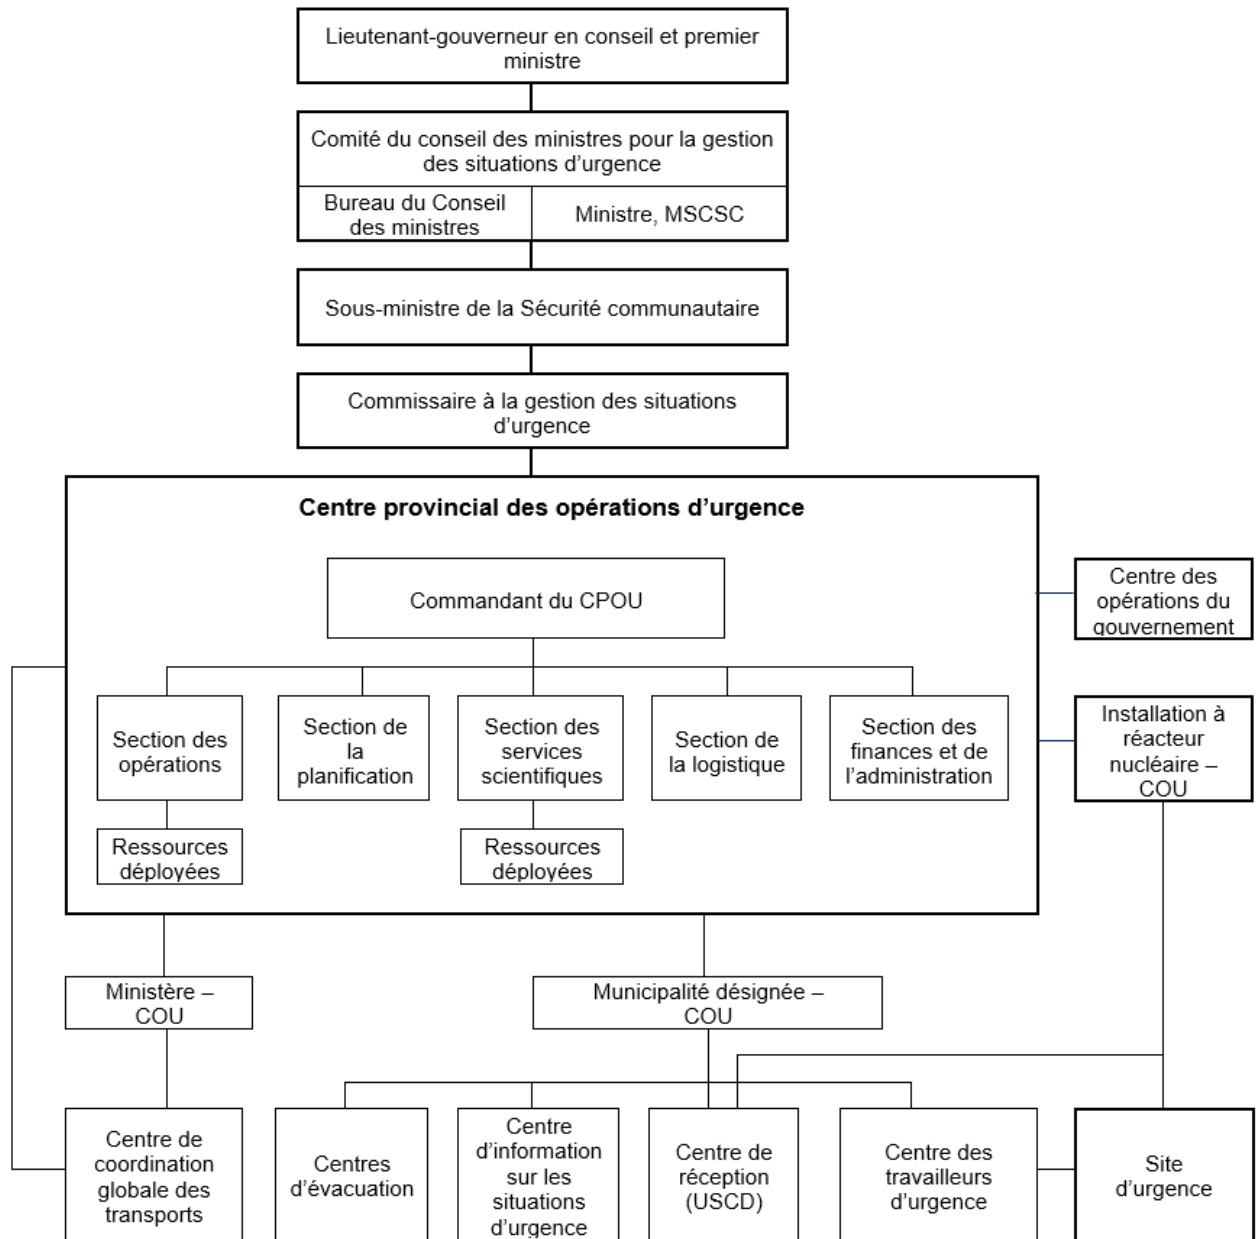 Lieutenant-gouverneur en conseil et premier
ministre
Comité du conseil des ministres pour la gestion
des situations d’urgence
Bureau du Conseil
des ministres
Ministre, MSCSC
Sous-ministre de la Sécurité communautaire
Commissaire à la gestion des situations
d’urgence
Centre provincial des opérations d’urgence
Commandant du CPOU
Centre des
opérations du
gouvernement
Section des
opérations
Section de
la
planification
Section des
services
scientifiques
Section de
la logistique
Section des
finances et de
l’administration
Installation à
réacteur
nucléaire –
COU
Ressources
déployées
Ressources
déployées
Ministère –
COU
Municipalité désignée –
COU
Centre de
coordination
globale des
transports
Centres
d’évacuation
Centre
d’information
sur les
situations
d’urgence
Centre de
réception
(USCD)
Centre des
travailleurs
d’urgence
Site
d’urgence